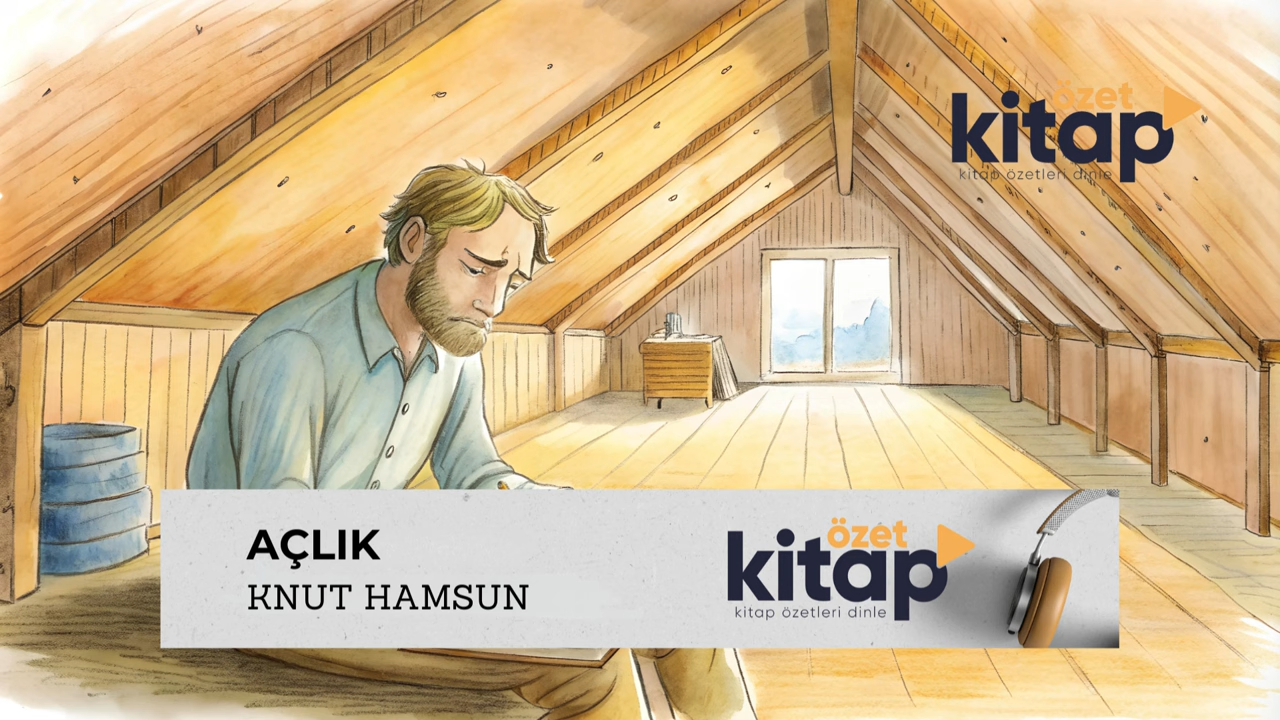 özet
kitap
kitap özetleri dinle
AÇLIK
KNUT HAMSUN
özet
kitap
kitap özetleri dinle